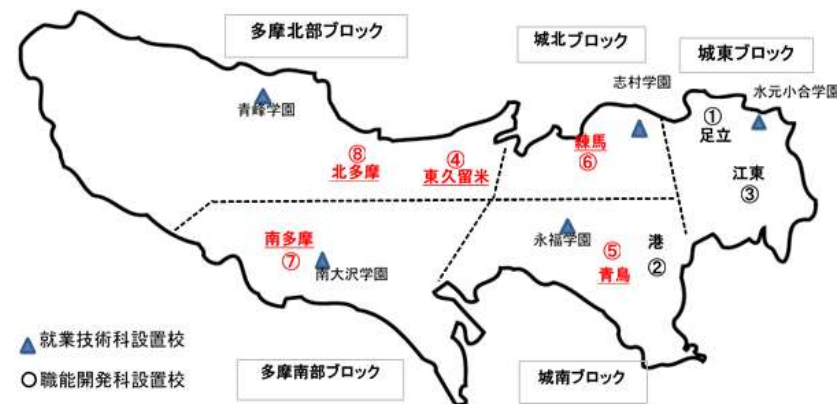 多摩北部ブロック
城北ブロック
城東ブロック
志村学園
水元小合学園
青峰学園
①
足立
練馬
⑥
⑧
北多摩
④
東久留米
江東
③
南多摩
⑦
南大沢学園
永福学園
⑤
青鳥
港
②
就業技術科設置校
職能開発科設置校
多摩南部ブロック
城南ブロック